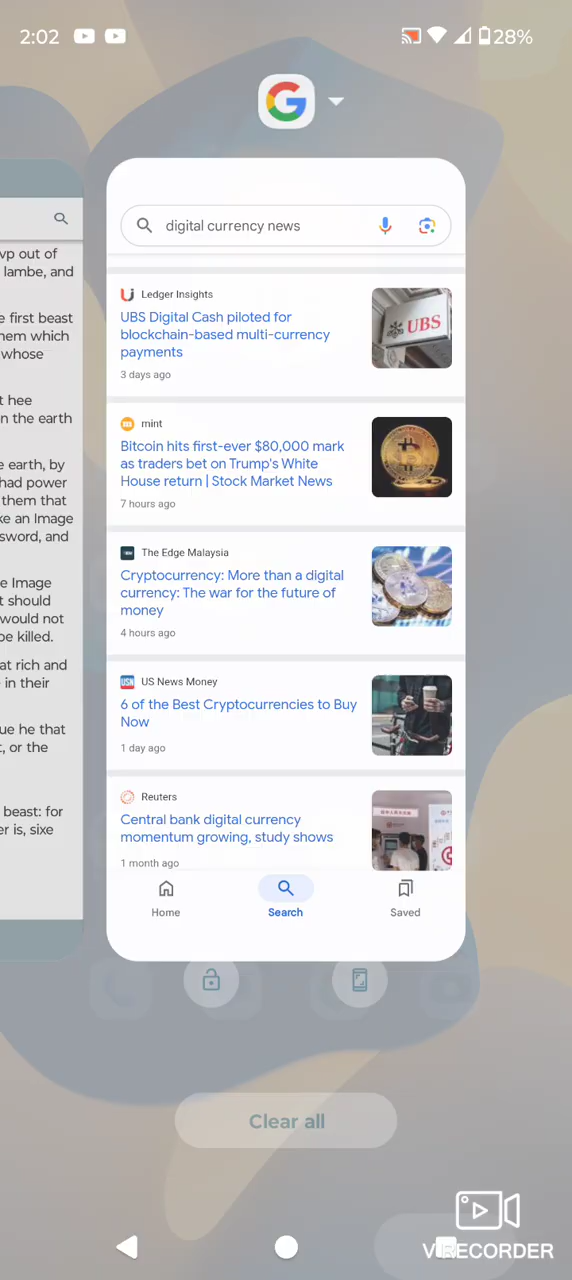 2:02
28%
vp out of
lambe, and
e first beast
hem which
whose
t hee
n the earth
e earth, by
had power
them that
ke an Image
sword, and
e Image
t should
would not
be killed.
at rich and
in their
ue he that
t, or the
beast: for
er is, sixe
digital currency news
Ledger Insights
UBS Digital Cash piloted for
blockchain-based multi-currency
payments
3 days ago
UBS
mint
Bitcoin hits first-ever $80,000 mark
as traders bet on Trump's White
House return | Stock Market News
7 hours ago
The Edge Malaysia
Cryptocurrency: More than a digital
currency: The war for the future of
money
4 hours ago
USN
US News Money
6 of the Best Cryptocurrencies to Buy
Now
1 day ago
Reuters
Central bank digital currency
momentum growing, study shows
1 month ago
Home
Search
Saved
Clear all
V RECORDER